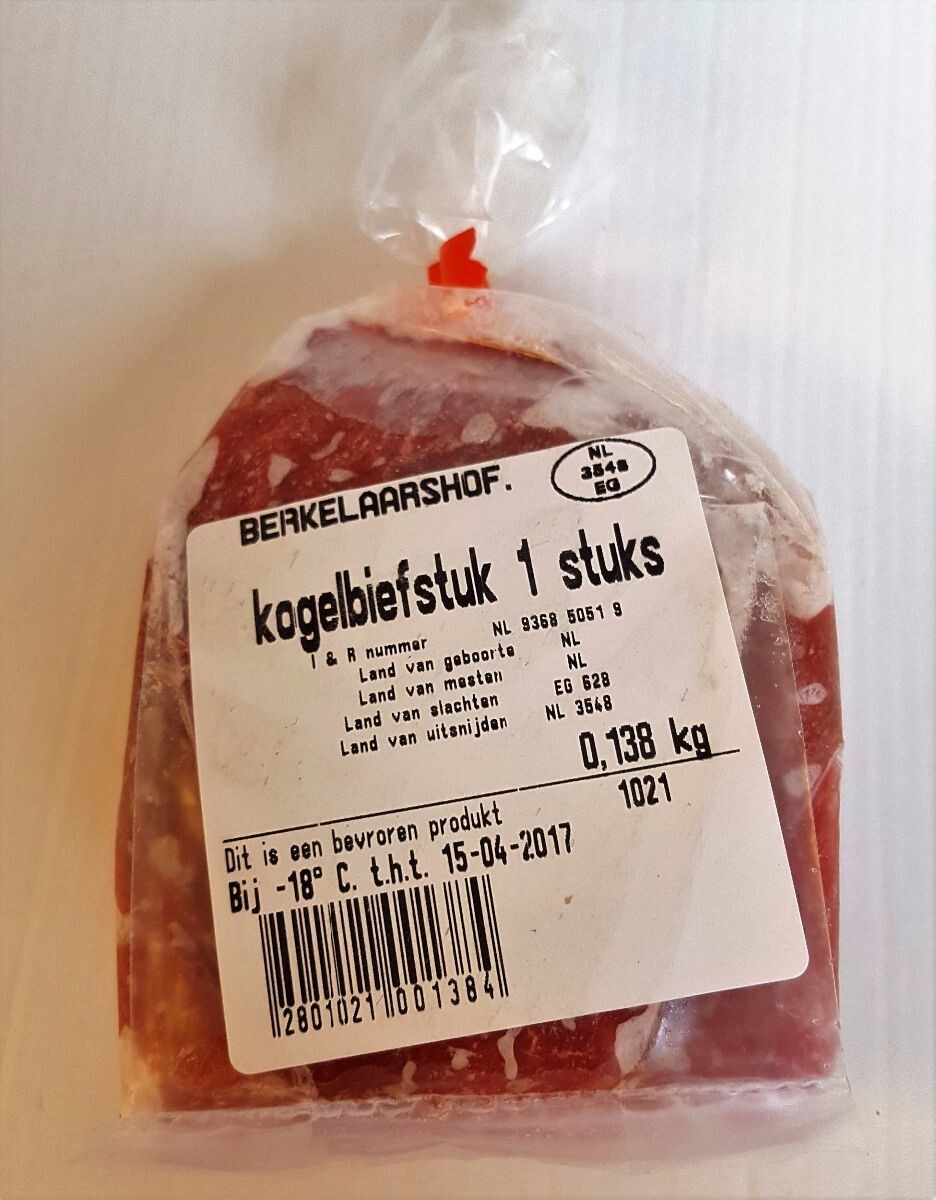 BERKELAARSHOF.
NL
3548
EG
kogelbiefstuk 1 stuks
I & R nummer NL 9368 5051 9
Land van geboorte NL
Land van mesten NL
Land van slachten EG 628
Land van uitsnijden NL 3548
0,138 kg
1021
Dit is een bevroren produkt
Bij -18° C. t.h.t. 15-04-2017
2801021001384